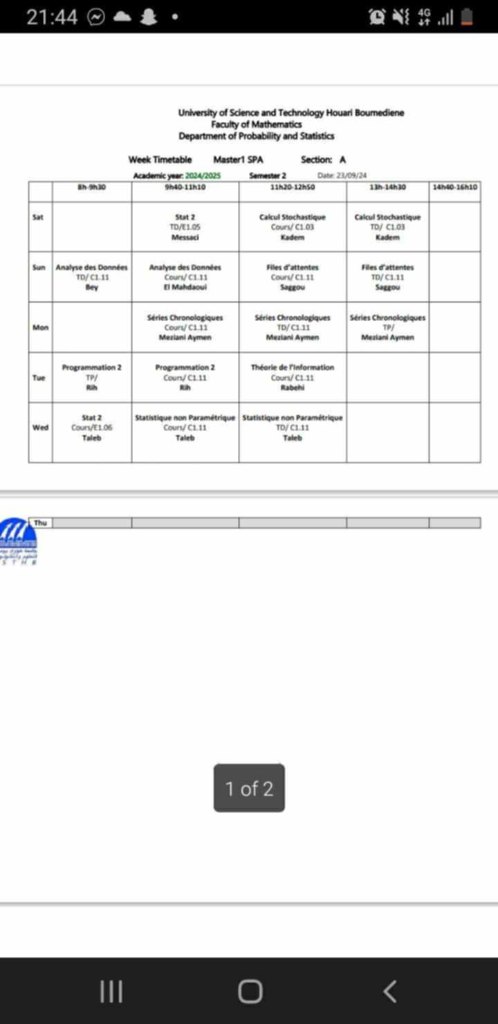 21:44
4G
University of Science and Technology Houari Boumediene
Faculty of Mathematics
Department of Probability and Statistics
Week Timetable Master1 SPA Section: A
Academic year: 2024/2025 Semester 2 Date: 23/09/24
8h-9h30 9h40-11h10 11h20-12h50 13h-14h30 14h40-16h10
Sat
Stat 2
TD/E1.05
Messaci
Calcul Stochastique
Cours/ C1.03
Kadem
Calcul Stochastique
TD/ C1.03
Kadem
Sun
Analyse des Données
TD/ C1.11
Bey
Analyse des Données
Cours/ C1.11
El Mahdaoui
Files d'attentes
Cours/ C1.11
Saggou
Files d'attentes
TD/ C1.11
Saggou
Mon
Séries Chronologiques
Cours/ C1.11
Meziani Aymen
Séries Chronologiques
TD/ C1.11
Meziani Aymen
Séries Chronologiques
TP/
Meziani Aymen
Tue
Programmation 2
TP/
Rih
Programmation 2
Cours/ C1.11
Rih
Théorie de l'Information
Cours/ C1.11
Rabehi
Wed
Stat 2
Cours/E1.06
Taleb
Statistique non Paramétrique
Cours/ C1.11
Taleb
Statistique non Paramétrique
TD/ C1.11
Taleb
Thu
S T H B
1 of 2